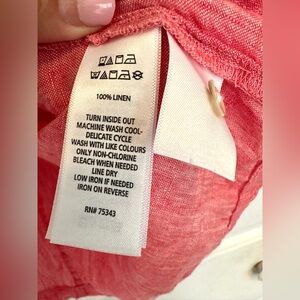 100% LINEN
TURN INSIDE OUT
MACHINE WASH COOL-
DELICATE CYCLE
WASH WITH LIKE COLOURS
ONLY NON-CHLORINE
BLEACH WHEN NEEDED
LINE DRY
LOW IRON IF NEEDED
IRON ON REVERSE
RN# 75343